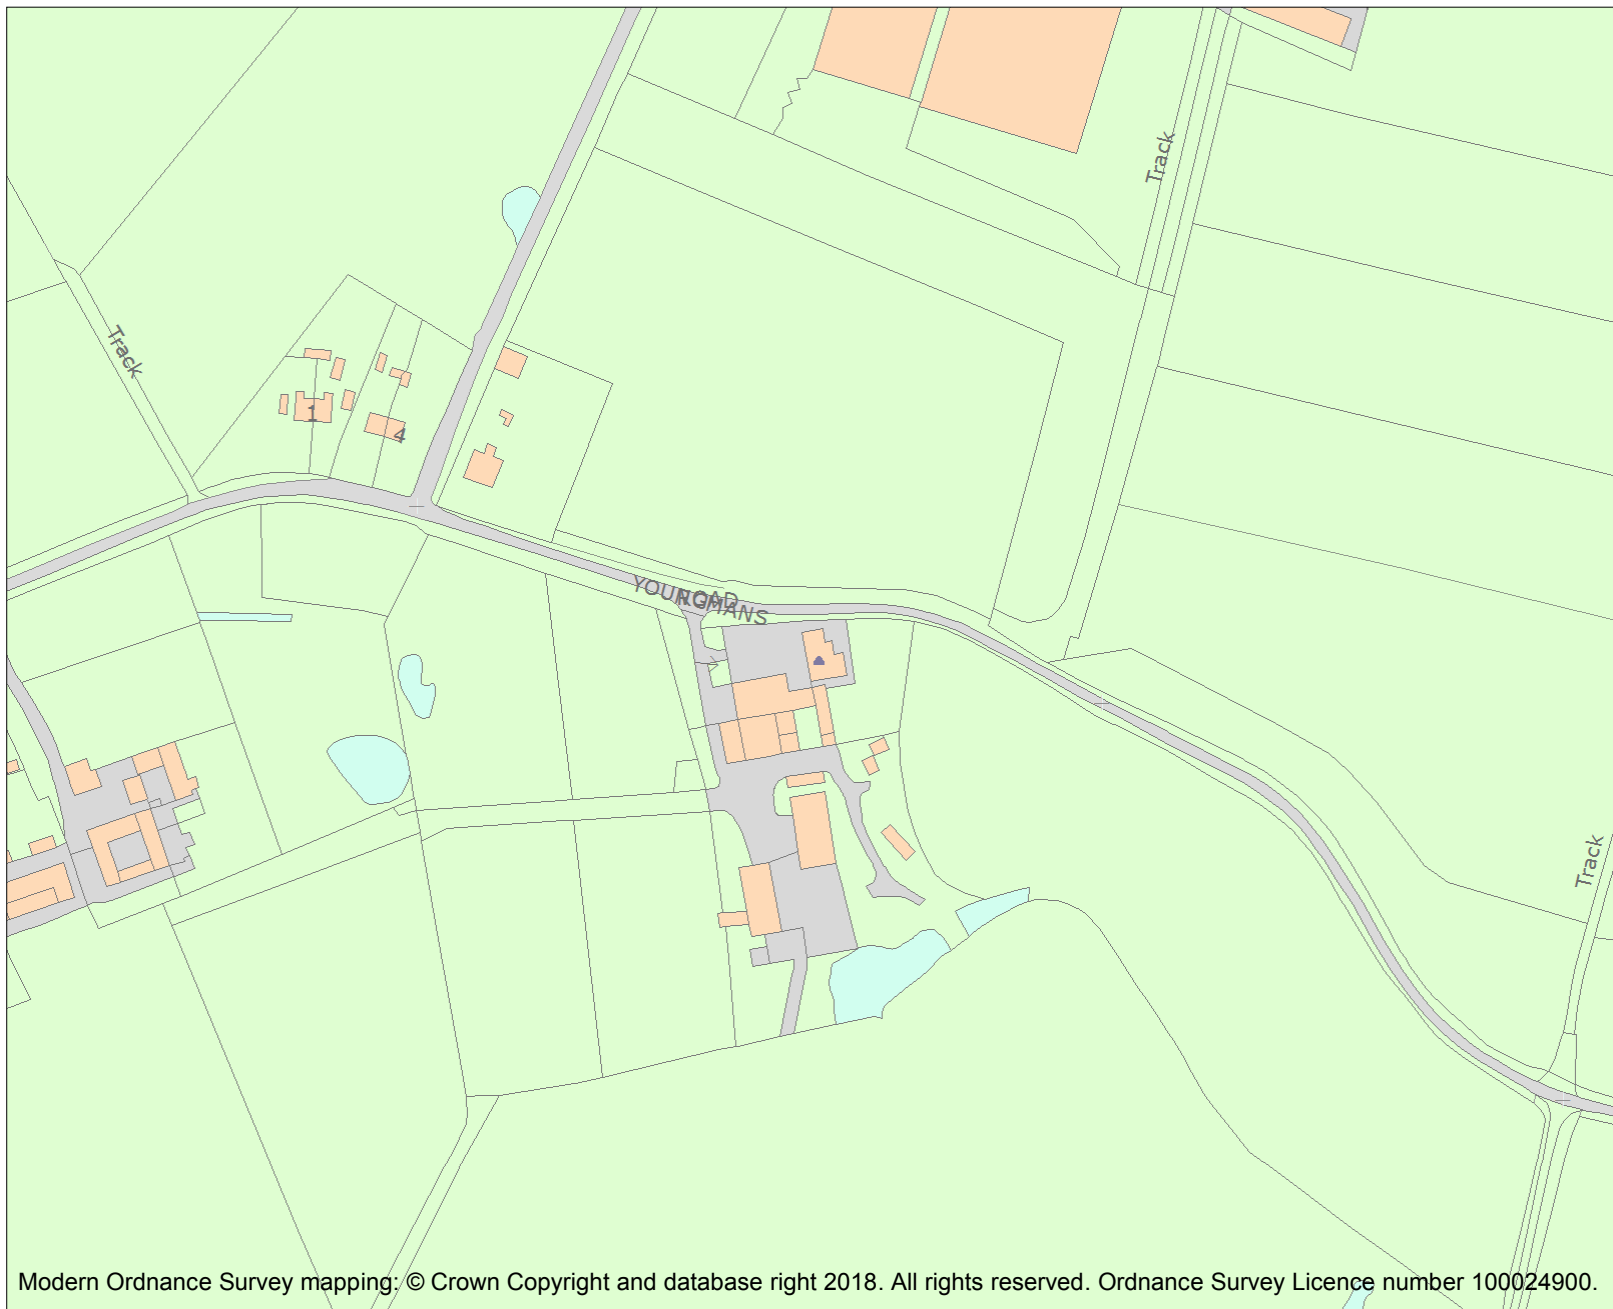 Track
Track
1
4
YOUNGMANS
ROAD
Track
Modern Ordnance Survey mapping: © Crown Copyright and database right 2018. All rights reserved. Ordnance Survey Licence number 100024900.